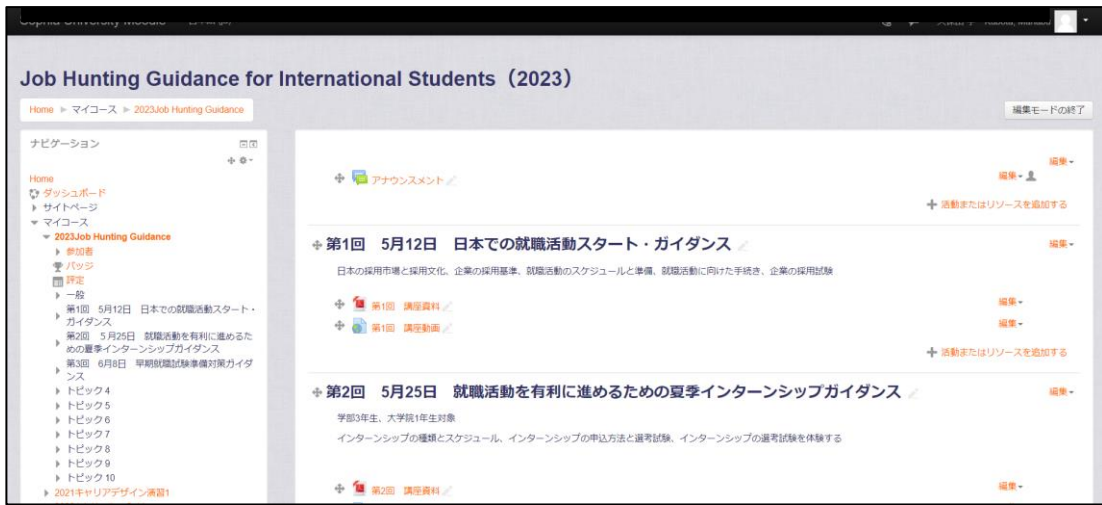 Job Hunting Guidance for International Students（2023）
Home ▶ マイコース ▶ 2023Job Hunting Guidance
編集モードの終了
ナビゲーション
Home
ダッシュボード
サイトページ
マイコース
2023Job Hunting Guidance
参加者
バッジ
評定
一般
第1回　5月12日　日本での就職活動スタート・
ガイダンス
第2回　5月25日　就職活動を有利に進めるた
めの夏季インターンシップガイダンス
第3回　6月8日　早期就職試験準備対策ガイダ
ンス
トピック 4
トピック 5
トピック 6
トピック 7
トピック 8
トピック 9
トピック 10
2021キャリアデザイン演習1
編集
アナウンスメント
編集
活動またはリソースを追加する
第1回　5月12日　日本での就職活動スタート・ガイダンス
編集
日本の採用市場と採用文化、企業の採用基準、就職活動のスケジュールと準備、就職活動に向けた手続き、企業の採用試験
第1回　講座資料
編集
第1回　講座動画
編集
活動またはリソースを追加する
第2回　5月25日　就職活動を有利に進めるための夏季インターンシップガイダンス
編集
学部3年生、大学院1年生対象
インターンシップの種類とスケジュール、インターンシップの申込方法と選考試験、インターンシップの選考試験を体験する
第2回　講座資料
編集